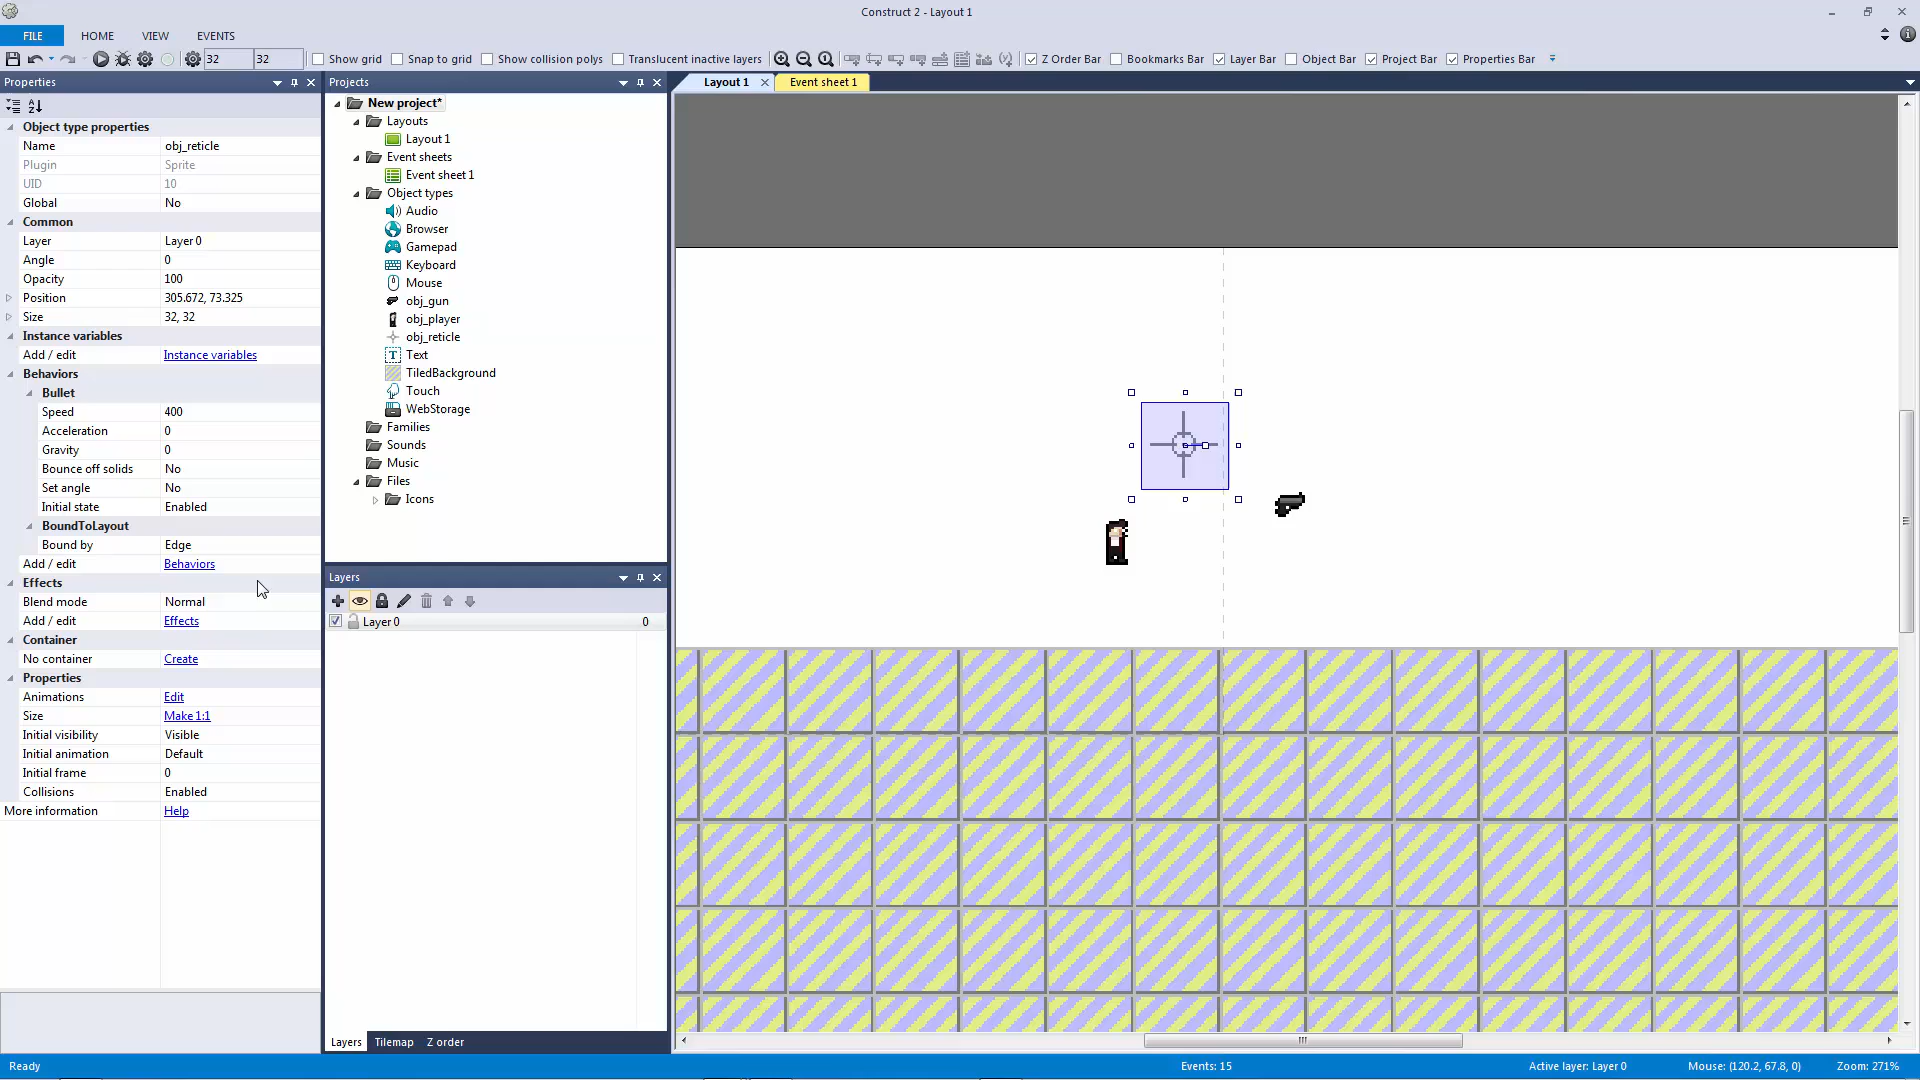 Construct 2 - Layout 1
FILE HOME VIEW EVENTS
32 32 Show grid Snap to grid Show collision polys Translucent inactive layers Z Order Bar Bookmarks Bar Layer Bar Object Bar Project Bar Properties Bar
Properties
Object type properties
Name obj_reticle
Plugin Sprite
UID 10
Global No
Common
Layer Layer 0
Angle 0
Opacity 100
Position 305.672, 73.325
Size 32, 32
Instance variables
Add / edit Instance variables
Behaviors
Bullet
Speed 400
Acceleration 0
Gravity 0
Bounce off solids No
Set angle No
Initial state Enabled
BoundToLayout
Bound by Edge
Add / edit Behaviors
Effects
Blend mode Normal
Add / edit Effects
Container
No container Create
Properties
Animations Edit
Size Make 1:1
Initial visibility Visible
Initial animation Default
Initial frame 0
Collisions Enabled
More information Help
Projects
New project*
Layouts
Layout 1
Event sheets
Event sheet 1
Object types
Audio
Browser
Gamepad
Keyboard
Mouse
obj_gun
obj_player
obj_reticle
Text
TiledBackground
Touch
WebStorage
Families
Sounds
Music
Files
Icons
Layers
Layer 0 0
Layers Tilemap Z order
Layout 1 Event sheet 1
Ready Events: 15 Active layer: Layer 0 Mouse: (120.2, 67.8, 0) Zoom: 271%